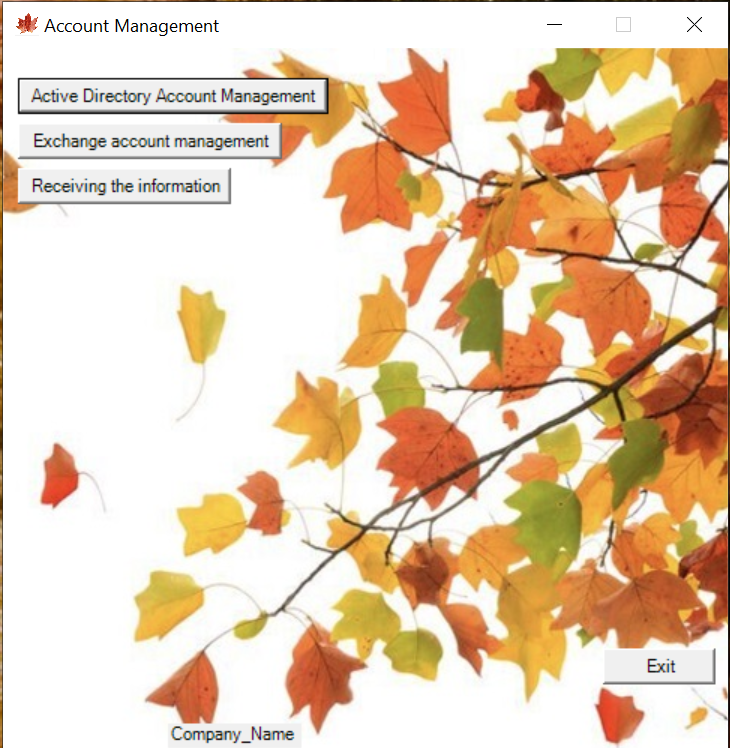 Account Management
Active Directory Account Management
Exchange account management
Receiving the information
Exit
Company_Name